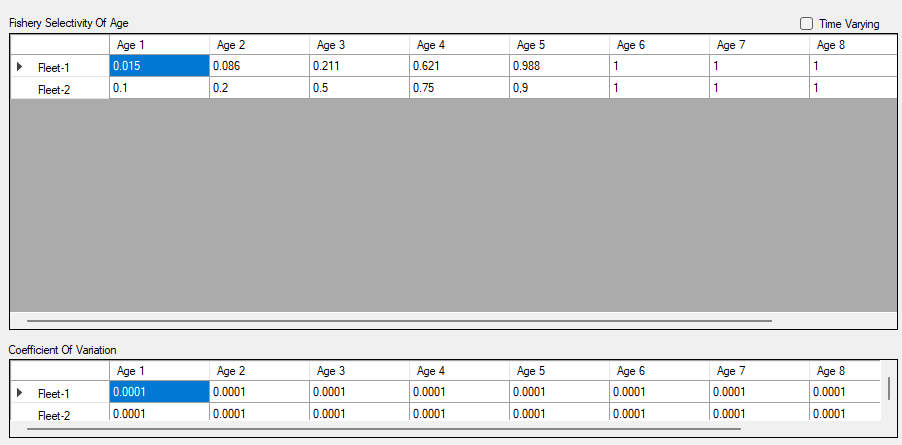 Fishery Selectivity Of Age Time Varying
Age 1 Age 2 Age 3 Age 4 Age 5 Age 6 Age 7 Age 8
Fleet-1 0.015 0.086 0.211 0.621 0.988 1 1 1
Fleet-2 0.1 0.2 0.5 0.75 0,9 1 1 1
Coefficient Of Variation
Age 1 Age 2 Age 3 Age 4 Age 5 Age 6 Age 7 Age 8
Fleet-1 0.0001 0.0001 0.0001 0.0001 0.0001 0.0001 0.0001 0.0001
Fleet-2 0.0001 0.0001 0.0001 0.0001 0.0001 0.0001 0.0001 0.0001